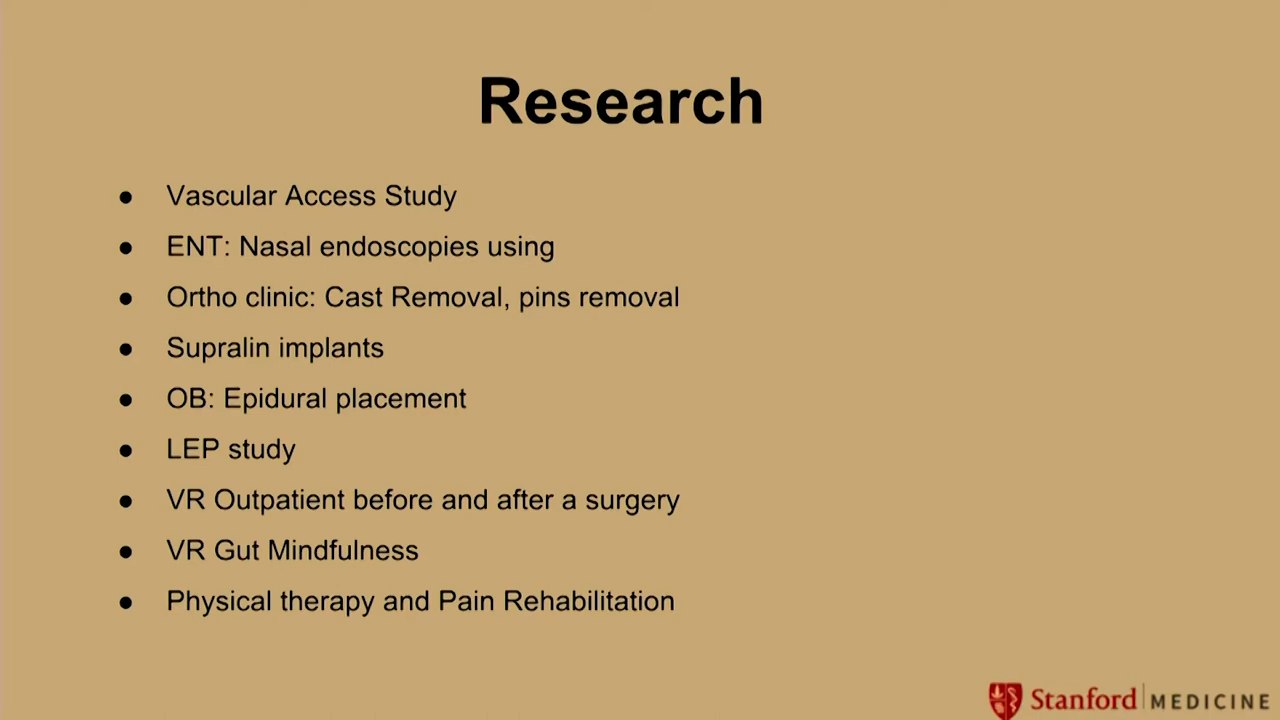 Research
● Vascular Access Study
● ENT: Nasal endoscopies using
● Ortho clinic: Cast Removal, pins removal
● Supralin implants
● OB: Epidural placement
● LEP study
● VR Outpatient before and after a surgery
● VR Gut Mindfulness
● Physical therapy and Pain Rehabilitation
Stanford MEDICINE